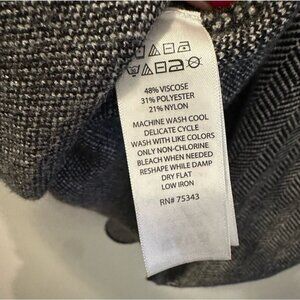 48% VISCOSE
31% POLYESTER
21% NYLON
MACHINE WASH COOL
DELICATE CYCLE
WASH WITH LIKE COLORS
ONLY NON-CHLORINE
BLEACH WHEN NEEDED
RESHAPE WHILE DAMP
DRY FLAT
LOW IRON
RN# 75343